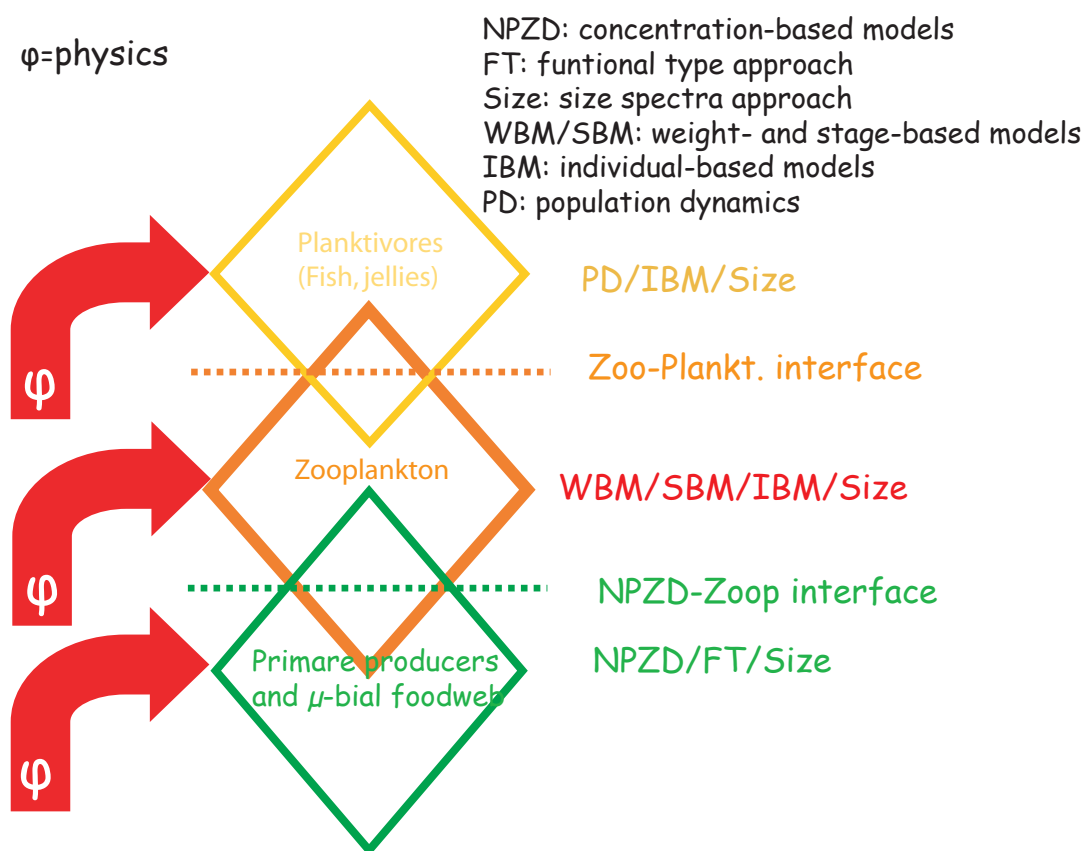 φ=physics
NPZD: concentration-based models
FT: funtional type approach
Size: size spectra approach
WBM/SBM: weight- and stage-based models
IBM: individual-based models
PD: population dynamics
Planktivores
(Fish, jellies)
PD/IBM/Size
φ
Zoo-Plankt. interface
Zooplankton
WBM/SBM/IBM/Size
φ
NPZD-Zoop interface
Primare producers
and μ-bial foodweb
NPZD/FT/Size
φ